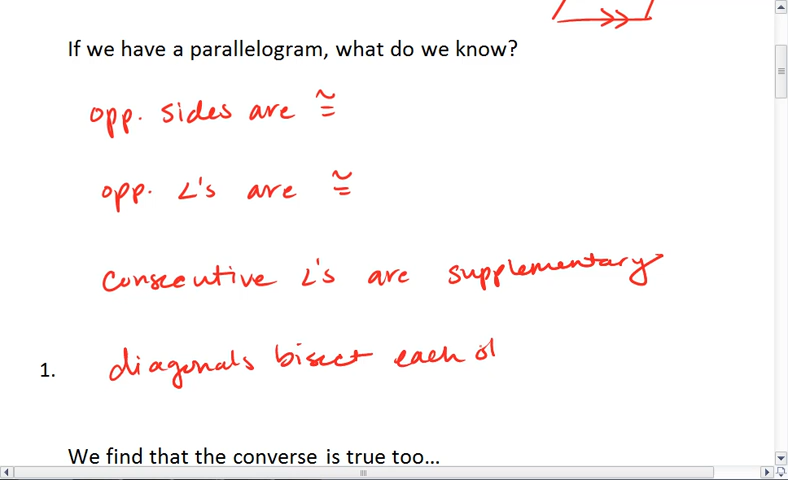 If we have a parallelogram, what do we know?
opp. sides are ≅
opp. ∠'s are ≅
consecutive ∠'s are supplementary
1. diagonals bisect each
We find that the converse is true too...